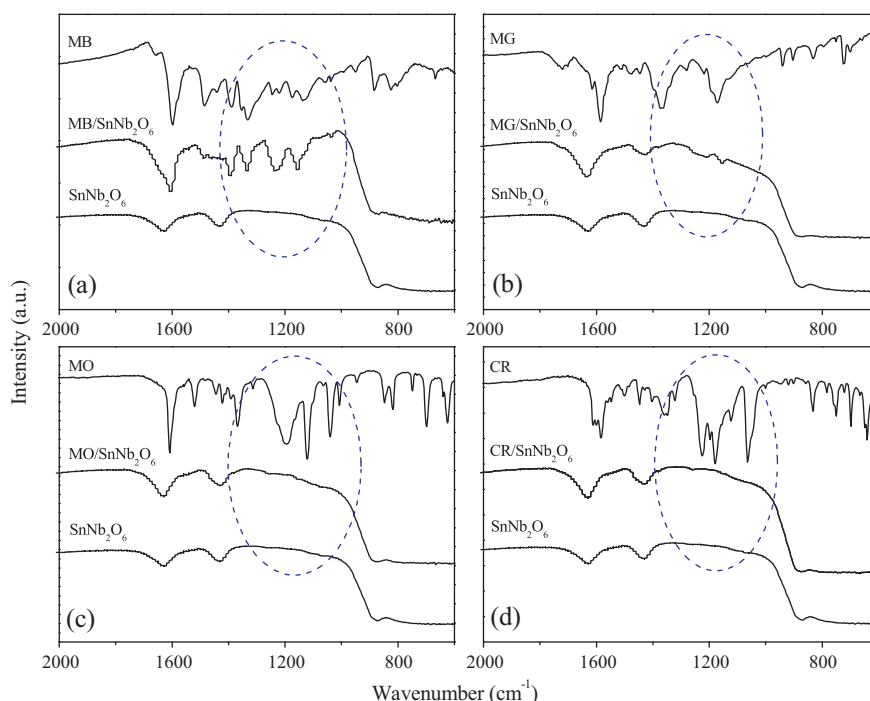 MB
MB/SnNb₂O₆
SnNb₂O₆
(a)
2000 1600 1200 800
MG
MG/SnNb₂O₆
SnNb₂O₆
(b)
2000 1600 1200 800
MO
MO/SnNb₂O₆
SnNb₂O₆
(c)
2000 1600 1200 800
CR
CR/SnNb₂O₆
SnNb₂O₆
(d)
2000 1600 1200 800
Intensity (a.u.)
Wavenumber (cm⁻¹)